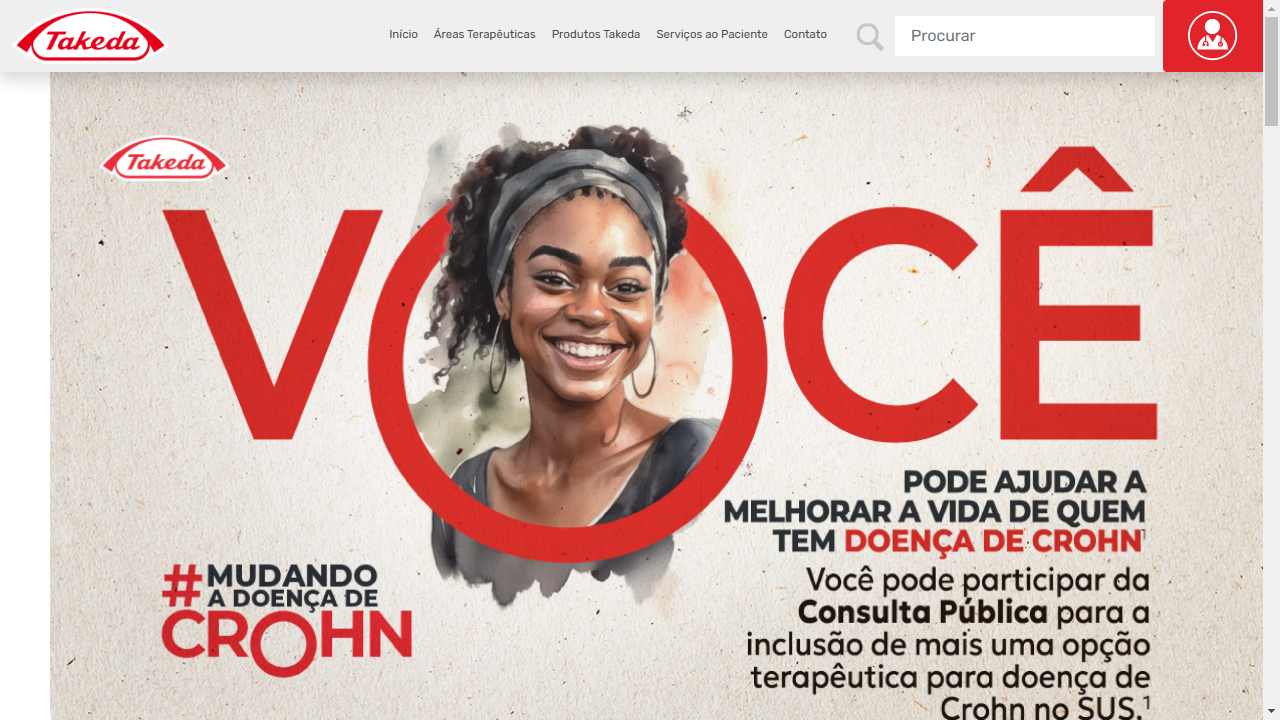 Takeda
Início Áreas Terapêuticas Produtos Takeda Serviços ao Paciente Contato
Procurar
Takeda
VOCÊ
PODE AJUDAR A
MELHORAR A VIDA DE QUEM
TEM DOENÇA DE CROHN¹
#MUDANDO
A DOENÇA DE
CROHN
Você pode participar da
Consulta Pública para a
inclusão de mais uma opção
terapêutica para doença de
Crohn no SUS.¹